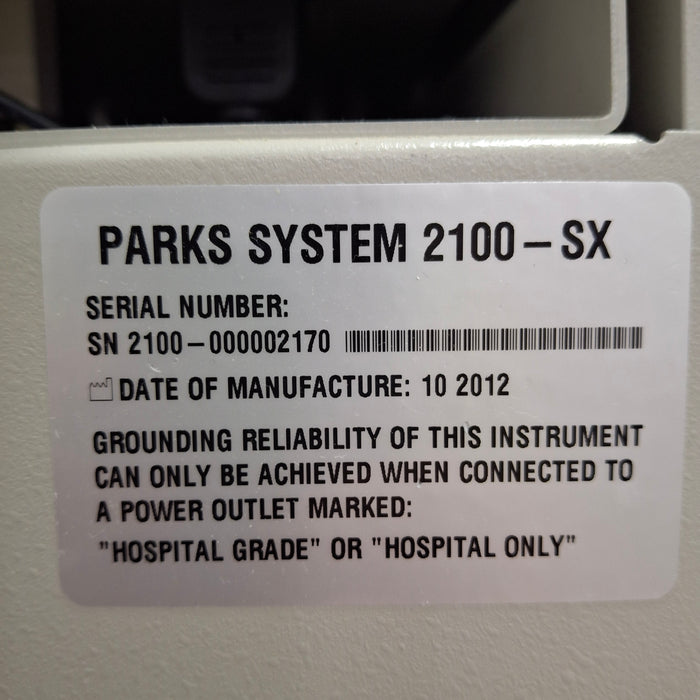 PARKS SYSTEM 2100-SX
SERIAL NUMBER:
SN 2100-000002170
DATE OF MANUFACTURE: 10 2012
GROUNDING RELIABILITY OF THIS INSTRUMENT
CAN ONLY BE ACHIEVED WHEN CONNECTED TO
A POWER OUTLET MARKED:
"HOSPITAL GRADE" OR "HOSPITAL ONLY"